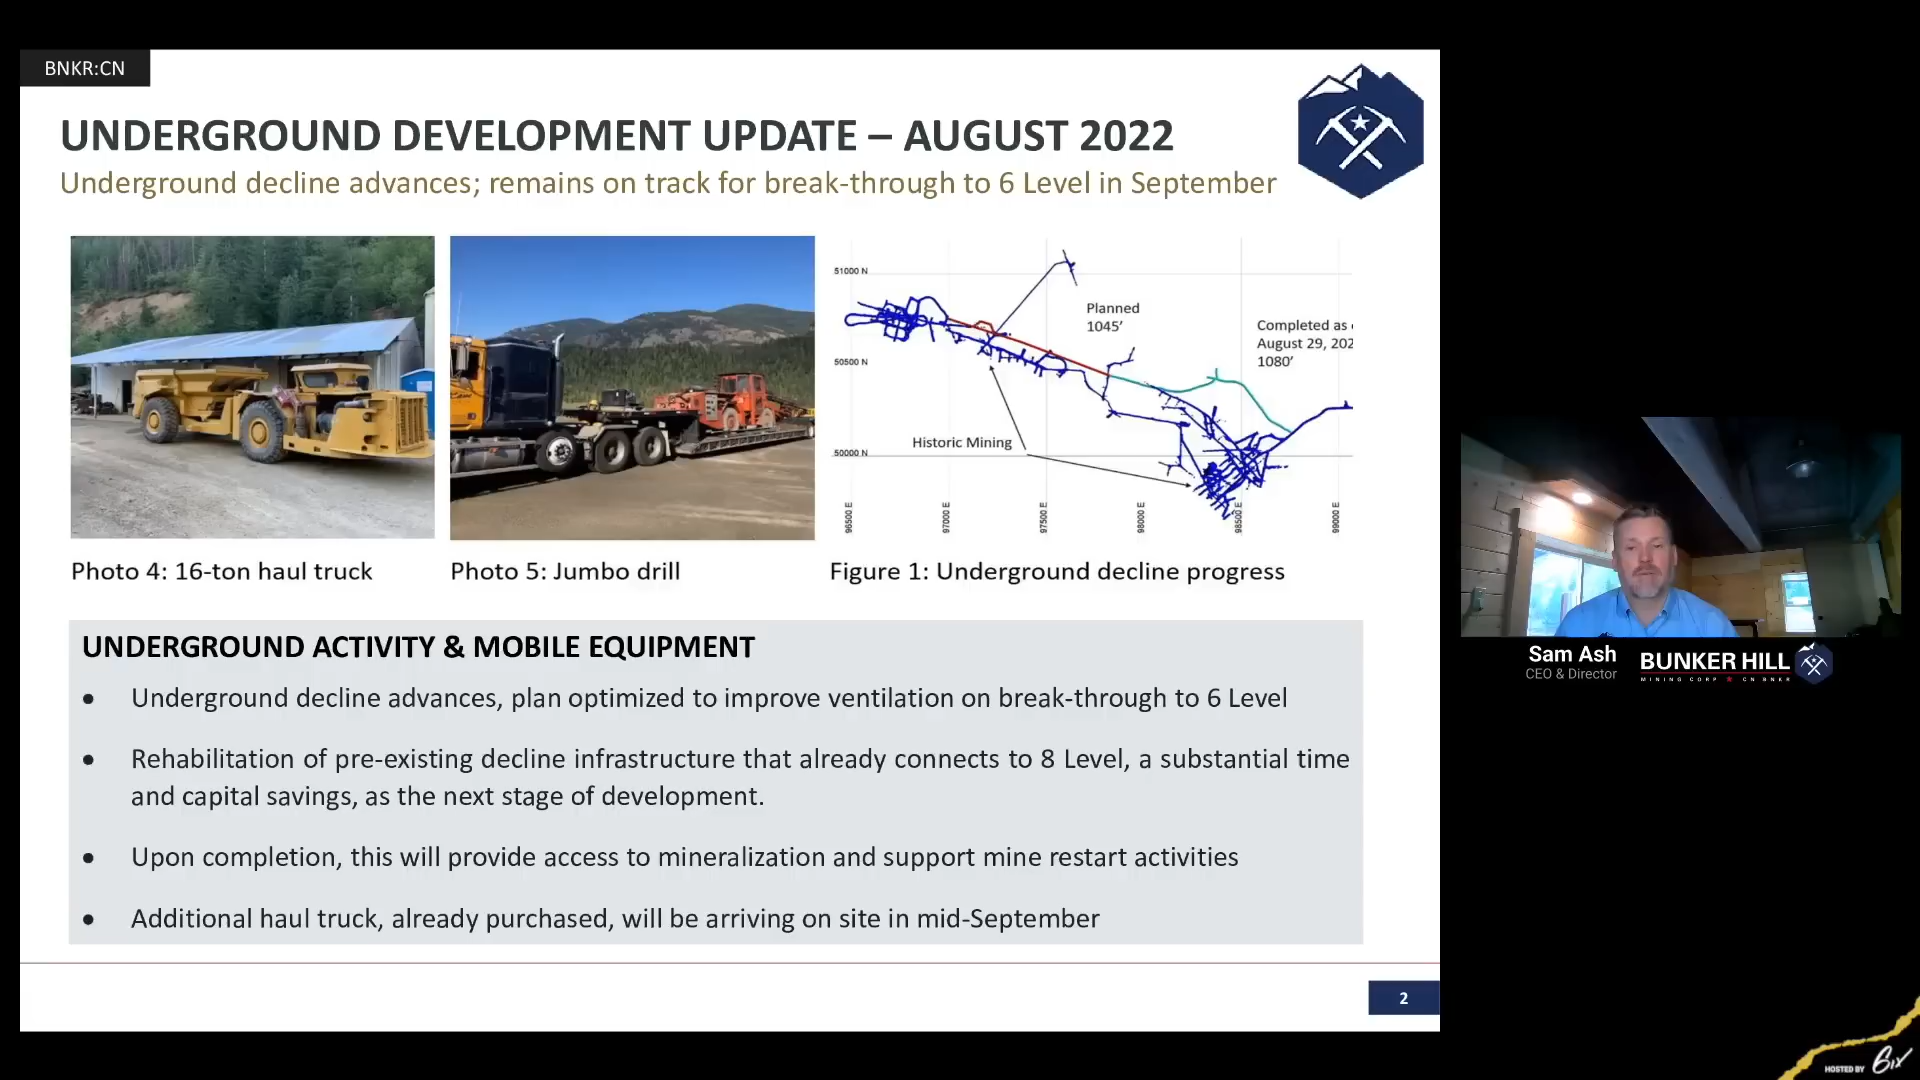 BNKR:CN
UNDERGROUND DEVELOPMENT UPDATE – AUGUST 2022
Underground decline advances; remains on track for break-through to 6 Level in September
51000 N
50500 N
50000 N
Planned
1045’
Completed as
August 29, 202
1080’
Historic Mining
96500 E
97000 E
97500 E
98000 E
98500 E
99000 E
Photo 4: 16-ton haul truck
Photo 5: Jumbo drill
Figure 1: Underground decline progress
UNDERGROUND ACTIVITY & MOBILE EQUIPMENT
• Underground decline advances, plan optimized to improve ventilation on break-through to 6 Level
• Rehabilitation of pre-existing decline infrastructure that already connects to 8 Level, a substantial time
and capital savings, as the next stage of development.
• Upon completion, this will provide access to mineralization and support mine restart activities
• Additional haul truck, already purchased, will be arriving on site in mid-September
2
Sam Ash
CEO & Director
BUNKER HILL
MINING CORP CN BNKR
HOSTED BY 6ix